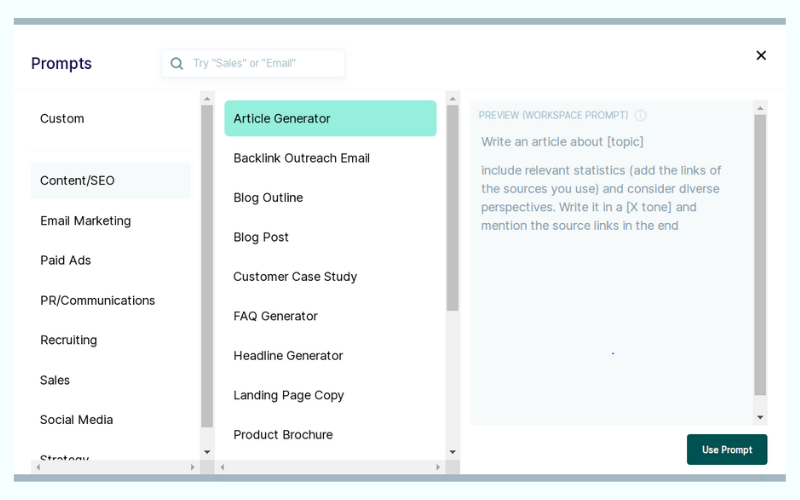 Prompts
Try "Sales" or "Email"
Custom
Content/SEO
Email Marketing
Paid Ads
PR/Communications
Recruiting
Sales
Social Media
Strategy
Article Generator
Backlink Outreach Email
Blog Outline
Blog Post
Customer Case Study
FAQ Generator
Headline Generator
Landing Page Copy
Product Brochure
PREVIEW (WORKSPACE PROMPT)
Write an article about [topic]
include relevant statistics (add the links of
the sources you use) and consider diverse
perspectives. Write it in a [X tone] and
mention the source links in the end
Use Prompt